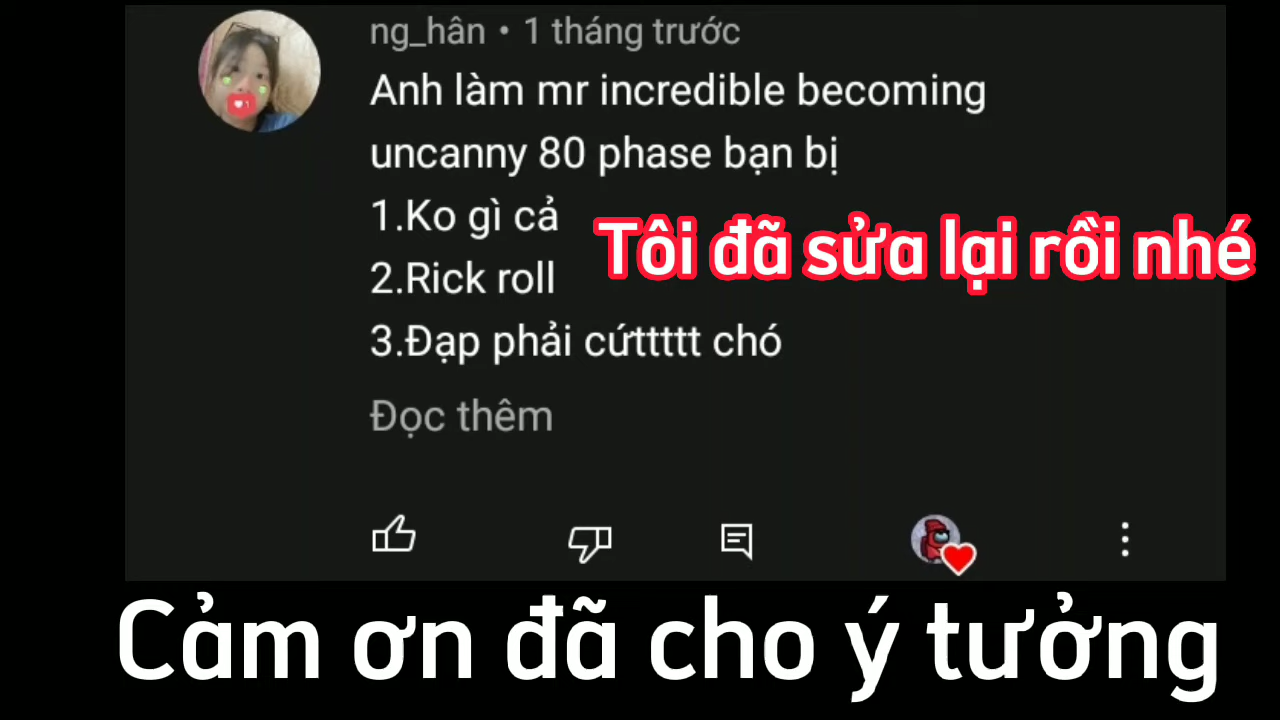 ng_hân • 1 tháng trước
Anh làm mr incredible becoming
uncanny 80 phase bạn bị
1.Ko gì cả
Tôi đã sửa lại rồi nhé
2.Rick roll
3.Đạp phải cứttttt chó
Đọc thêm
Cảm ơn đã cho ý tưởng